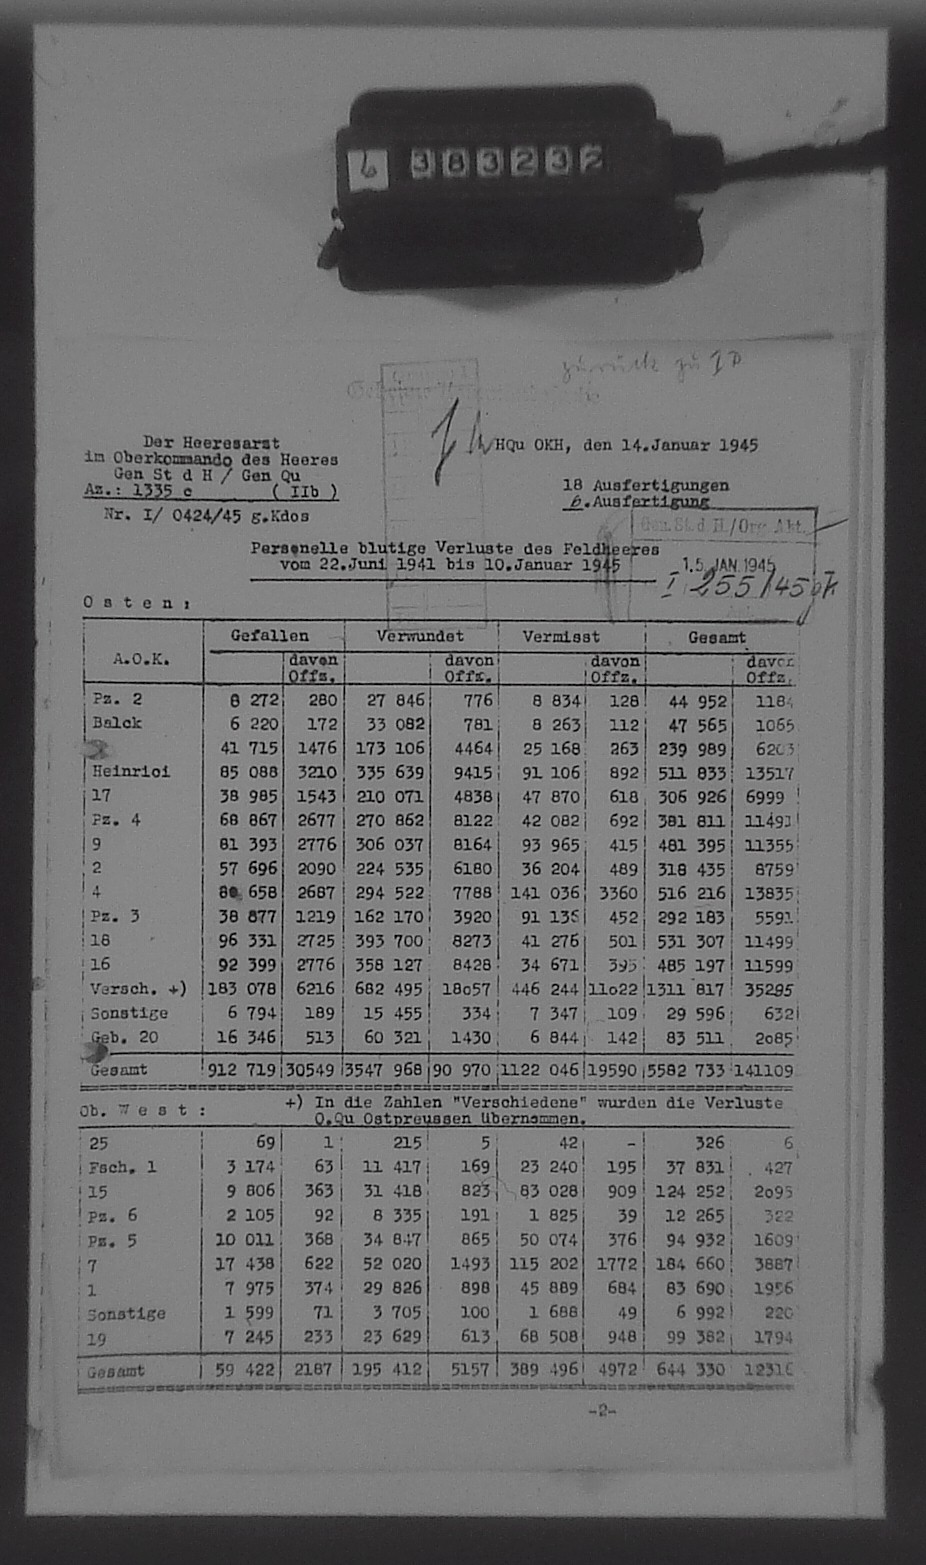 6 383232
zurück zu I D
HQu OKH, den 14.Januar 1945
Der Heeresarzt
im Oberkommando des Heeres
Gen St d H / Gen Qu
Az.: 1335 c ( IIb )
Nr. I/ 0424/45 g.Kdos
18 Ausfertigungen
6.Ausfertigung
Gen.St.d.H./Org.Akt.
15. JAN. 1945
I 255/45 gK
Personelle blutige Verluste des Feldheeres
vom 22.Juni 1941 bis 10.Januar 1945
Osten:
A.O.K. Gefallen Verwundet Vermisst Gesamt
davon Offz. davon Offz. davon Offz. davon Offz.
Pz. 2 8 272 280 27 846 776 8 834 128 44 952 1184
Balck 6 220 172 33 082 781 8 263 112 47 565 1065
41 715 1476 173 106 4464 25 168 263 239 989 6203
Heinrici 85 088 3210 335 639 9415 91 106 892 511 833 13517
17 38 985 1543 210 071 4838 47 870 618 306 926 6999
Pz. 4 68 867 2677 270 862 8122 42 082 692 381 811 11491
9 81 393 2776 306 037 8164 93 965 415 481 395 11355
2 57 696 2090 224 535 6180 36 204 489 318 435 8759
4 80 658 2687 294 522 7788 141 036 3360 516 216 13835
Pz. 3 38 877 1219 162 170 3920 91 136 452 292 183 5591
18 96 331 2725 393 700 8273 41 276 501 531 307 11499
16 92 399 2776 358 127 8428 34 671 395 485 197 11599
Versch. +) 183 078 6216 682 495 18o57 446 244 11o22 1311 817 35295
Sonstige 6 794 189 15 455 334 7 347 109 29 596 632
Geb. 20 16 346 513 60 321 1430 6 844 142 83 511 2o85
Gesamt 912 719 30549 3547 968 90 970 1122 046 19590 5582 733 141109
Ob. West: +) In die Zahlen "Verschiedene" wurden die Verluste
O.Qu Ostpreussen übernommen.
25 69 1 215 5 42 - 326 6
Fsch. 1 3 174 63 11 417 169 23 240 195 37 831 427
15 9 806 363 31 418 823 83 028 909 124 252 2o95
Pz. 6 2 105 92 8 335 191 1 825 39 12 265 322
Pz. 5 10 011 368 34 847 865 50 074 376 94 932 1609
7 17 438 622 52 020 1493 115 202 1772 184 660 3887
1 7 975 374 29 826 898 45 889 684 83 690 1956
Sonstige 1 599 71 3 705 100 1 688 49 6 992 220
19 7 245 233 23 629 613 68 508 948 99 382 1794
Gesamt 59 422 2187 195 412 5157 389 496 4972 644 330 12316
-2-